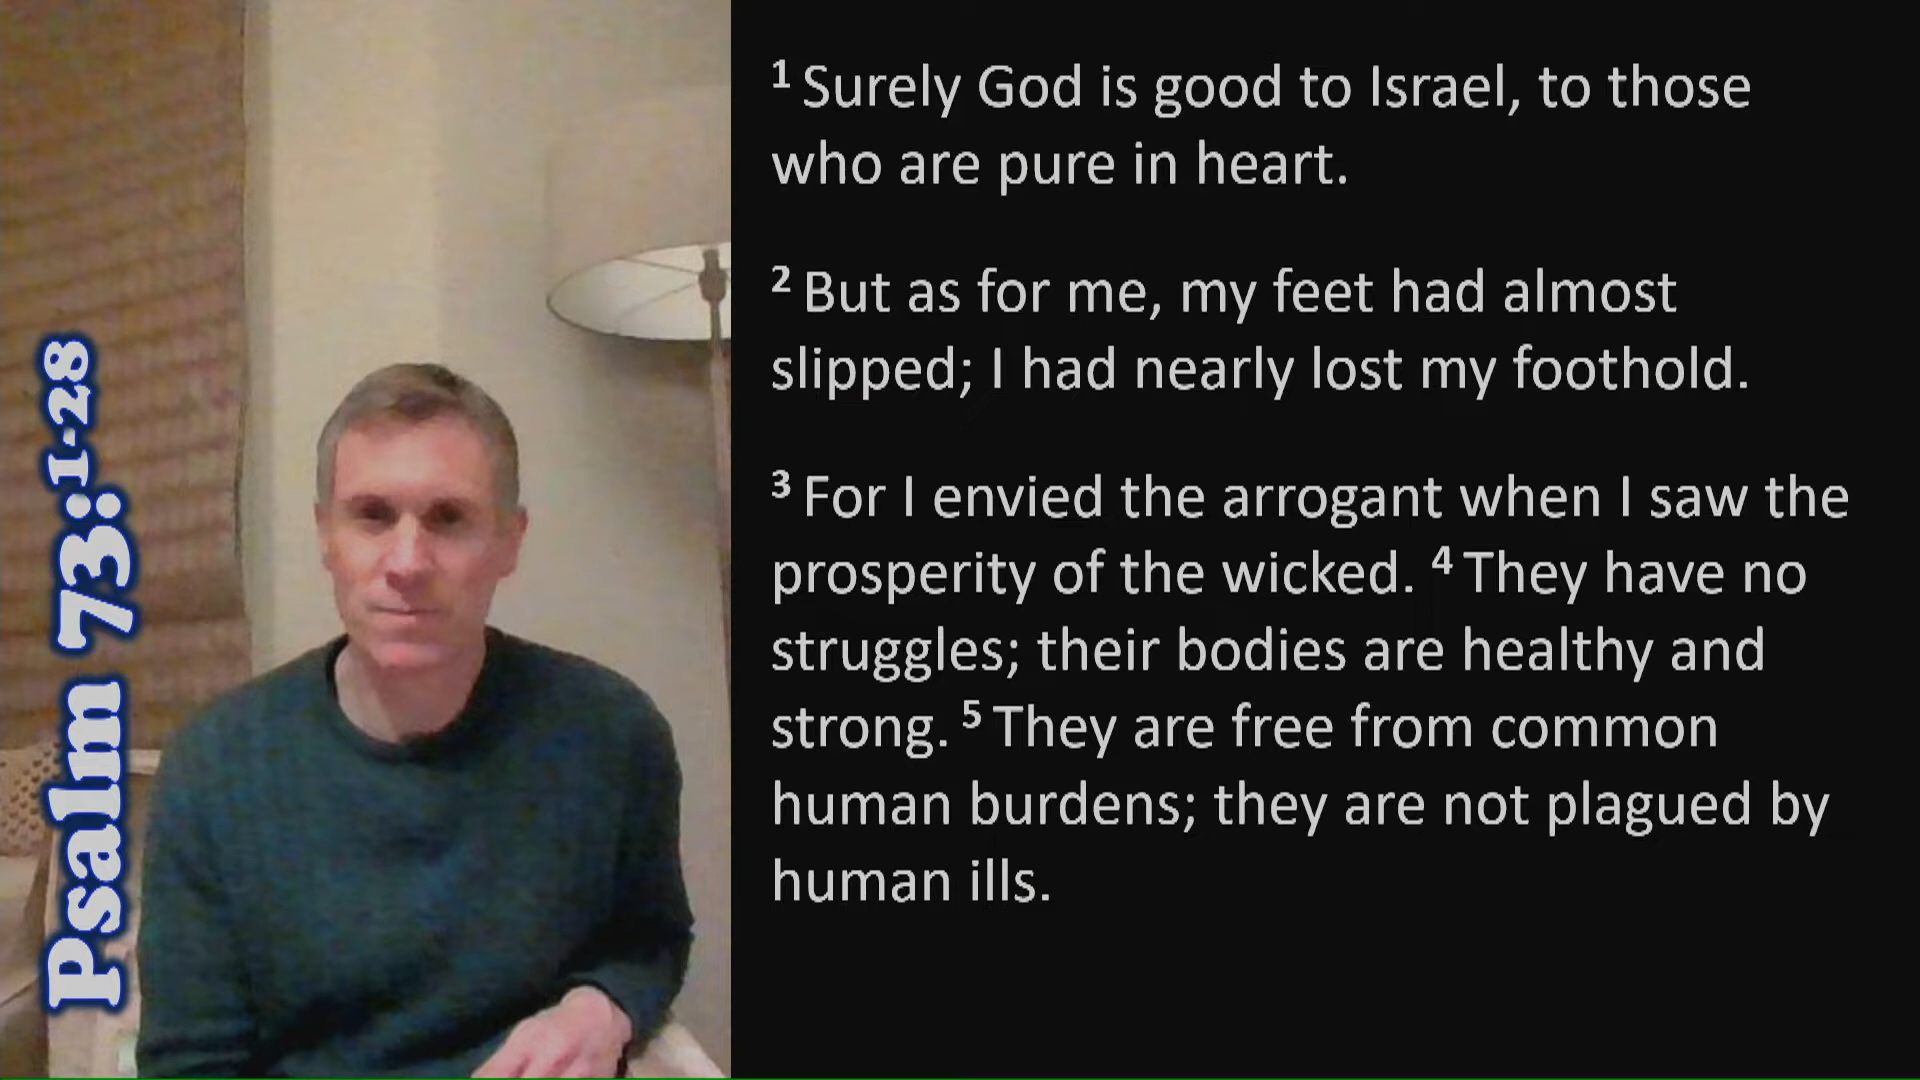 Psalm 73:1-28
1 Surely God is good to Israel, to those
who are pure in heart.
2 But as for me, my feet had almost
slipped; I had nearly lost my foothold.
3 For I envied the arrogant when I saw the
prosperity of the wicked. 4 They have no
struggles; their bodies are healthy and
strong. 5 They are free from common
human burdens; they are not plagued by
human ills.